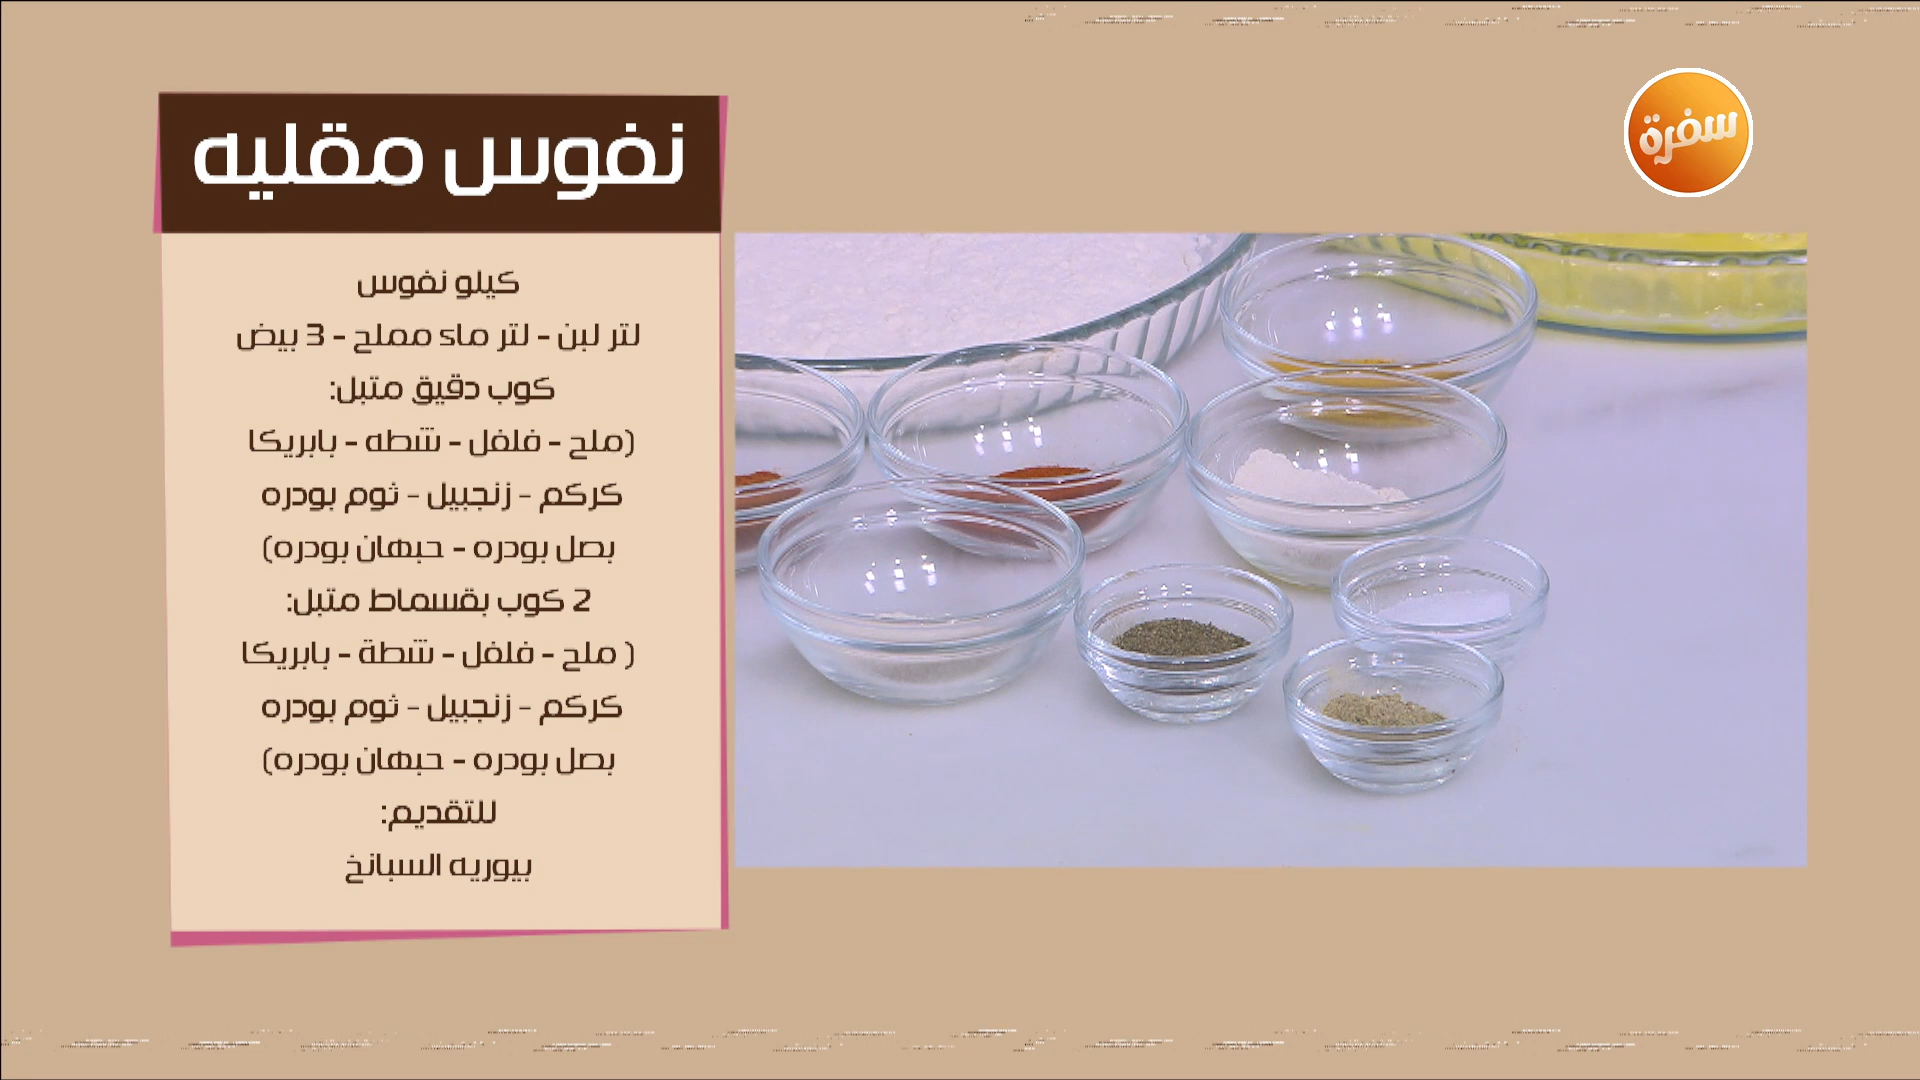 سفرة
نفوس مقليه
كيلو نفوس
لتر لبن - لتر ماء مملح - 3 بيض
كوب دقيق متبل:
(ملح - فلفل - شطه - بابريكا
كركم - زنجبيل - ثوم بودره
بصل بودره - حبهان بودره)
2 كوب بقسماط متبل:
( ملح - فلفل - شطة - بابريكا
كركم - زنجبيل - ثوم بودره
بصل بودره - حبهان بودره)
للتقديم:
بيوريه السبانخ